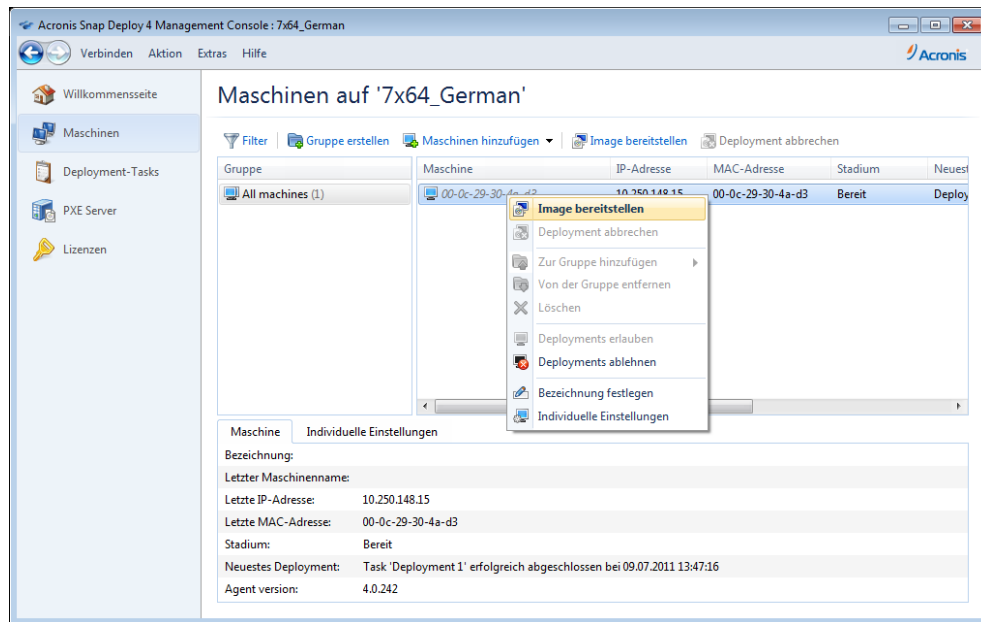 Acronis Snap Deploy 4 Management Console : 7x64_German
Verbinden Aktion Extras Hilfe
Acronis
Willkommensseite
Maschinen
Deployment-Tasks
PXE Server
Lizenzen
Maschinen auf '7x64_German'
Filter Gruppe erstellen Maschinen hinzufügen Image bereitstellen Deployment abbrechen
Gruppe
All machines (1)
Maschine IP-Adresse MAC-Adresse Stadium Neuest
00-0c-29-30-4a-d3 10.250.148.15 00-0c-29-30-4a-d3 Bereit Deploy
Image bereitstellen
Deployment abbrechen
Zur Gruppe hinzufügen
Von der Gruppe entfernen
Löschen
Deployments erlauben
Deployments ablehnen
Bezeichnung festlegen
Individuelle Einstellungen
Maschine Individuelle Einstellungen
Bezeichnung:
Letzter Maschinenname:
Letzte IP-Adresse: 10.250.148.15
Letzte MAC-Adresse: 00-0c-29-30-4a-d3
Stadium: Bereit
Neuestes Deployment: Task 'Deployment 1' erfolgreich abgeschlossen bei 09.07.2011 13:47:16
Agent version: 4.0.242